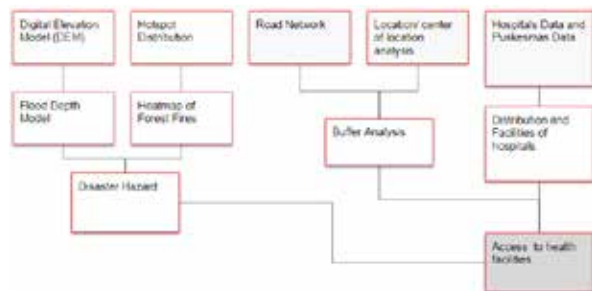 Digital Elevation
Model (DEM)
Hotspot
Distribution
Road Network
Location/ center
of location
analysis
Hospitals Data and
Puskesmas Data
Flood Depth
Model
Heatmap of
Forest Fires
Buffer Analysis
Distribution and
Facilities of
hospitals
Disaster Hazard
Access to health
facilities